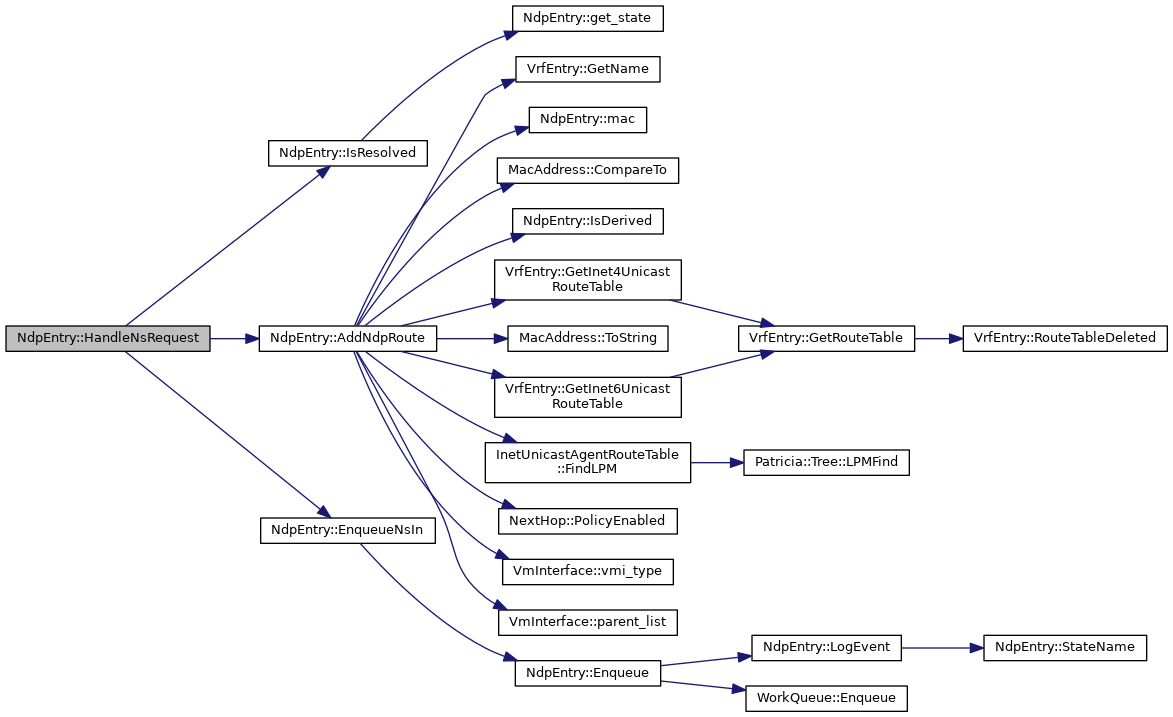 NdpEntry::get_state
VrfEntry::GetName
NdpEntry::mac
NdpEntry::IsResolved
MacAddress::CompareTo
NdpEntry::IsDerived
VrfEntry::GetInet4Unicast
RouteTable
NdpEntry::HandleNsRequest
NdpEntry::AddNdpRoute
MacAddress::ToString
VrfEntry::GetRouteTable
VrfEntry::RouteTableDeleted
VrfEntry::GetInet6Unicast
RouteTable
InetUnicastAgentRouteTable
::FindLPM
Patricia::Tree::LPMFind
NextHop::PolicyEnabled
NdpEntry::EnqueueNsIn
VmInterface::vmi_type
VmInterface::parent_list
NdpEntry::LogEvent
NdpEntry::StateName
NdpEntry::Enqueue
WorkQueue::Enqueue